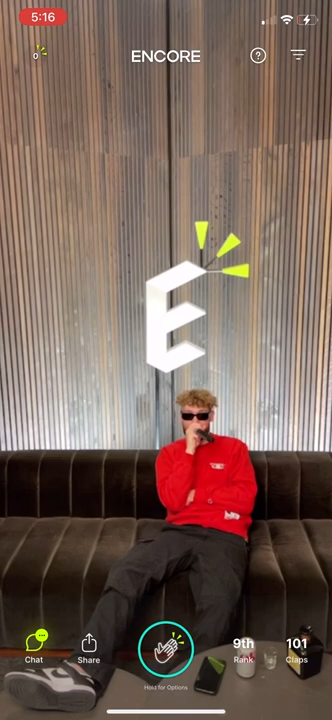 5:16
0
ENCORE
?
E
Chat
Share
9th
Rank
101
Claps
Hold for Options